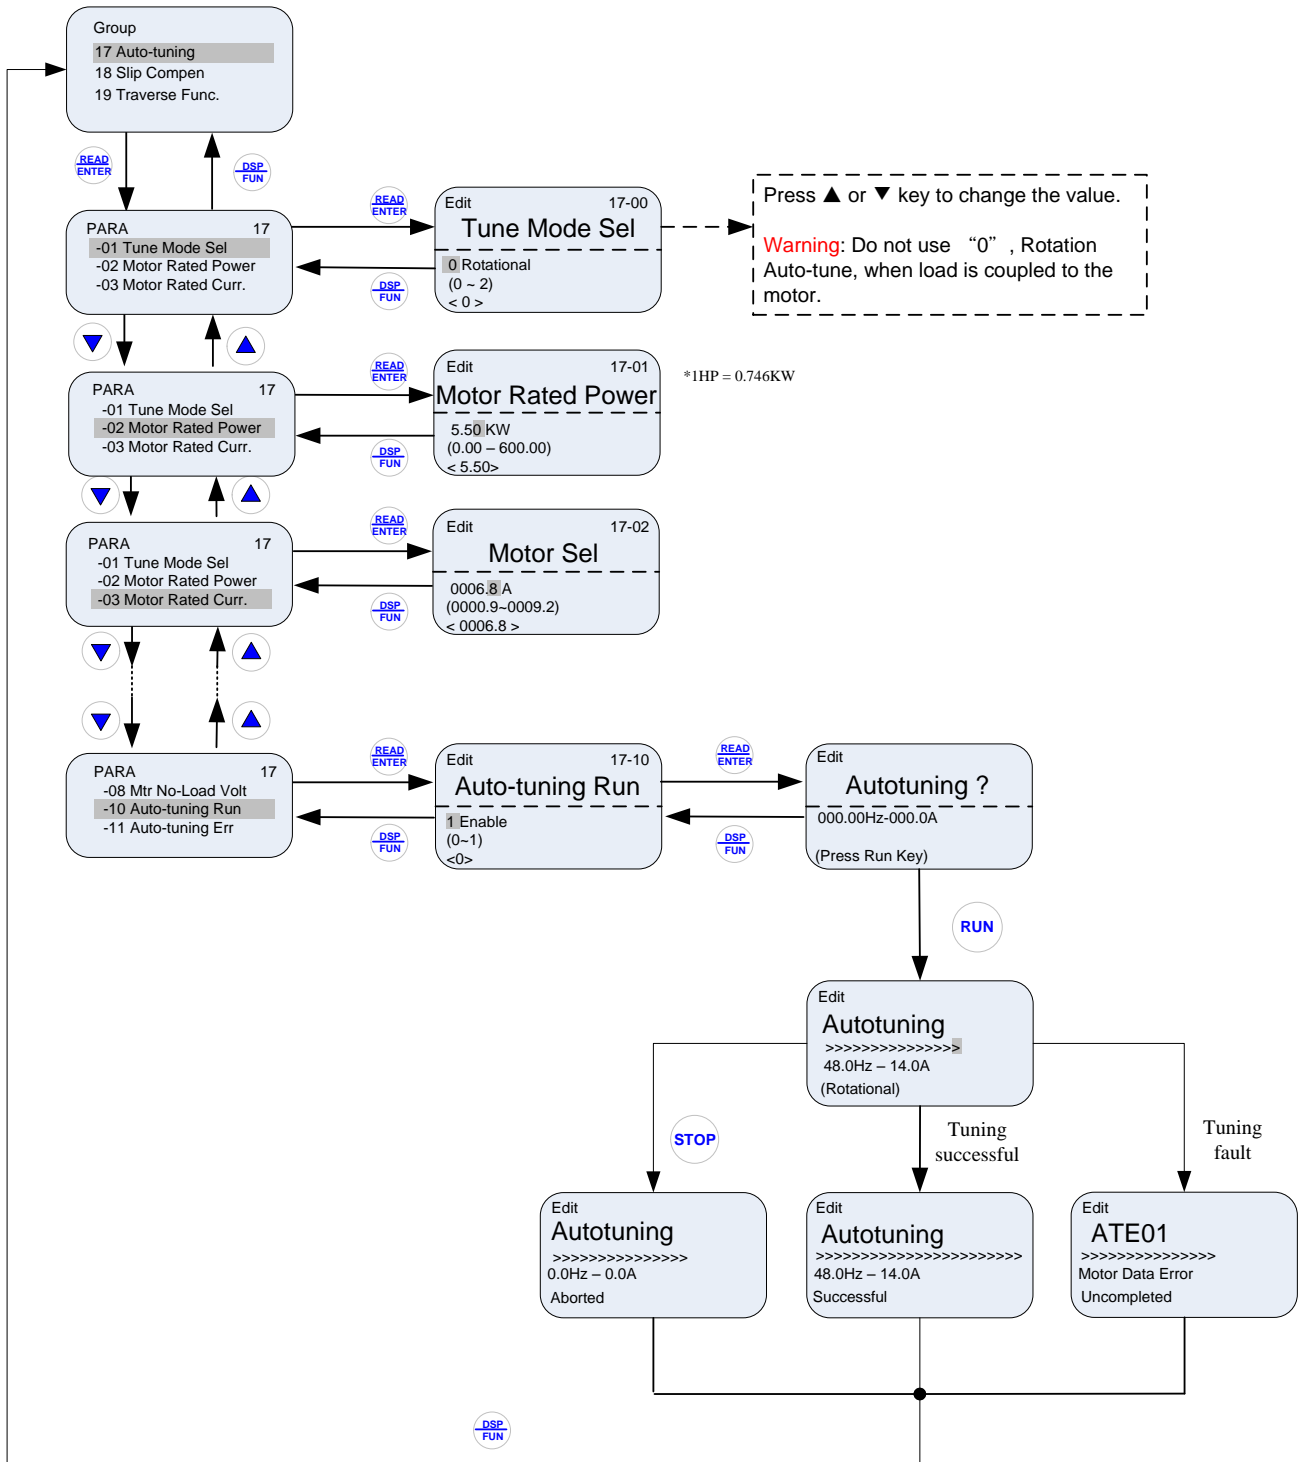 Group
17 Auto-tuning
18 Slip Compen
19 Traverse Func.
READ
ENTER
DSP
FUN
PARA 17
-01 Tune Mode Sel
-02 Motor Rated Power
-03 Motor Rated Curr.
READ
ENTER
DSP
FUN
Edit 17-00
Tune Mode Sel
0 Rotational
(0 ~ 2)
< 0 >
Press ▲ or ▼ key to change the value.
Warning: Do not use “0”, Rotation
Auto-tune, when load is coupled to the
motor.
PARA 17
-01 Tune Mode Sel
-02 Motor Rated Power
-03 Motor Rated Curr.
READ
ENTER
DSP
FUN
Edit 17-01
Motor Rated Power
5.50 KW
(0.00 – 600.00)
< 5.50>
*1HP = 0.746KW
PARA 17
-01 Tune Mode Sel
-02 Motor Rated Power
-03 Motor Rated Curr.
READ
ENTER
DSP
FUN
Edit 17-02
Motor Sel
0006.8 A
(0000.9~0009.2)
< 0006.8 >
PARA 17
-08 Mtr No-Load Volt
-10 Auto-tuning Run
-11 Auto-tuning Err
READ
ENTER
DSP
FUN
Edit 17-10
Auto-tuning Run
1 Enable
(0~1)
<0>
READ
ENTER
DSP
FUN
Edit
Autotuning ?
000.00Hz-000.0A
(Press Run Key)
RUN
Edit
Autotuning
>>>>>>>>>>>>>>>
48.0Hz – 14.0A
(Rotational)
STOP
Tuning
successful
Tuning
fault
Edit
Autotuning
>>>>>>>>>>>>>>>
0.0Hz – 0.0A
Aborted
Edit
Autotuning
>>>>>>>>>>>>>>>>>>>>>>>
48.0Hz – 14.0A
Successful
Edit
ATE01
>>>>>>>>>>>>>>>
Motor Data Error
Uncompleted
DSP
FUN